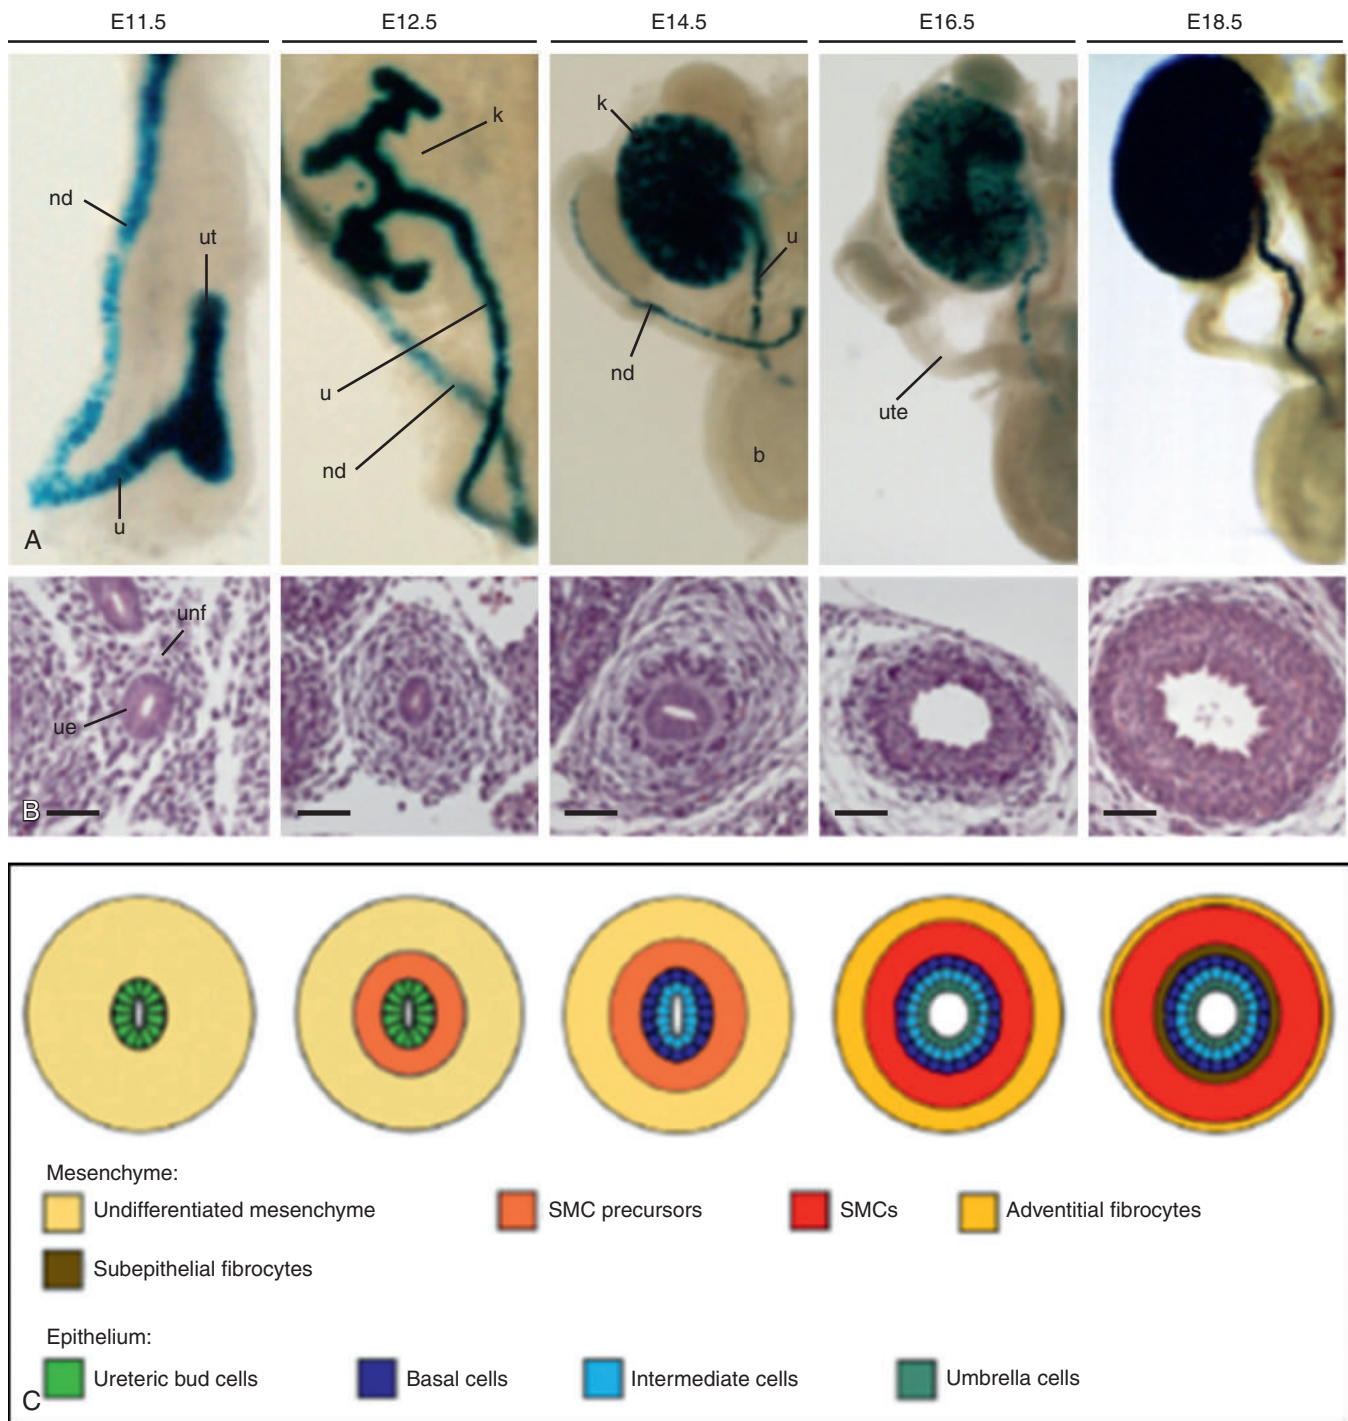 E11.5 E12.5 E14.5 E16.5 E18.5
nd
ut
u
A
k
u
nd
k
u
nd
b
ute
unf
ue
B
Mesenchyme:
Undifferentiated mesenchyme SMC precursors SMCs Adventitial fibrocytes
Subepithelial fibrocytes
Epithelium:
Ureteric bud cells Basal cells Intermediate cells Umbrella cells
C